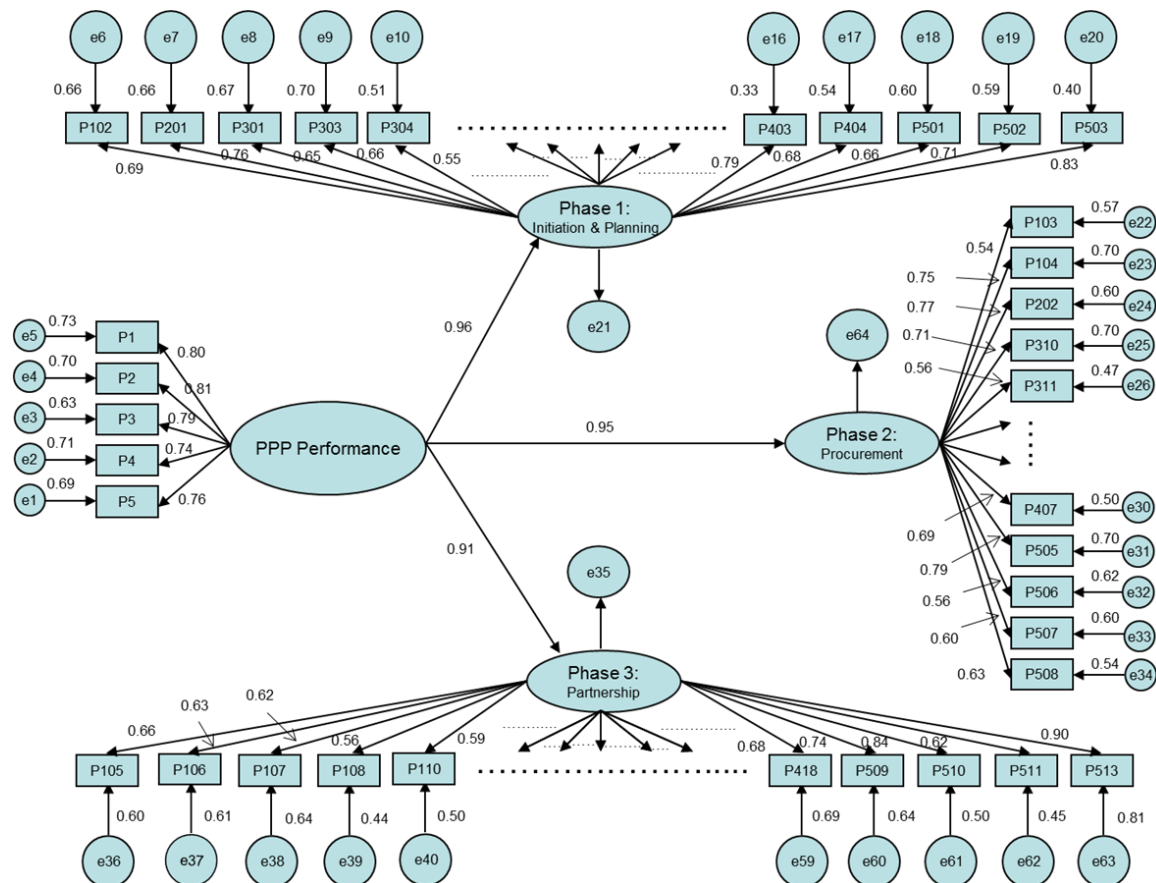 e6 e7 e8 e9 e10 e16 e17 e18 e19 e20
0.66 0.66 0.67 0.70 0.51 0.33 0.54 0.60 0.59 0.40
P102 P201 P301 P303 P304 P403 P404 P501 P502 P503
0.69 0.76 0.65 0.66 0.55 0.79 0.68 0.66 0.71 0.83
Phase 1:
Initiation & Planning
e21
0.96
0.54 P103 0.57 e22
0.75 P104 0.70 e23
0.77 P202 0.60 e24
0.71 P310 0.70 e25
0.56 P311 0.47 e26
e64
e5 0.73 P1 0.80
e4 0.70 P2 0.81
e3 0.63 P3 0.79
e2 0.71 P4 0.74
e1 0.69 P5 0.76
PPP Performance
0.95
Phase 2:
Procurement
0.69 P407 0.50 e30
0.79 P505 0.70 e31
0.56 P506 0.62 e32
0.60 P507 0.60 e33
0.63 P508 0.54 e34
0.91
e35
Phase 3:
Partnership
0.66 0.63 0.62 0.56 0.59 0.68 0.74 0.84 0.62 0.90
P105 P106 P107 P108 P110 P418 P509 P510 P511 P513
0.60 0.61 0.64 0.44 0.50 0.69 0.64 0.50 0.45 0.81
e36 e37 e38 e39 e40 e59 e60 e61 e62 e63